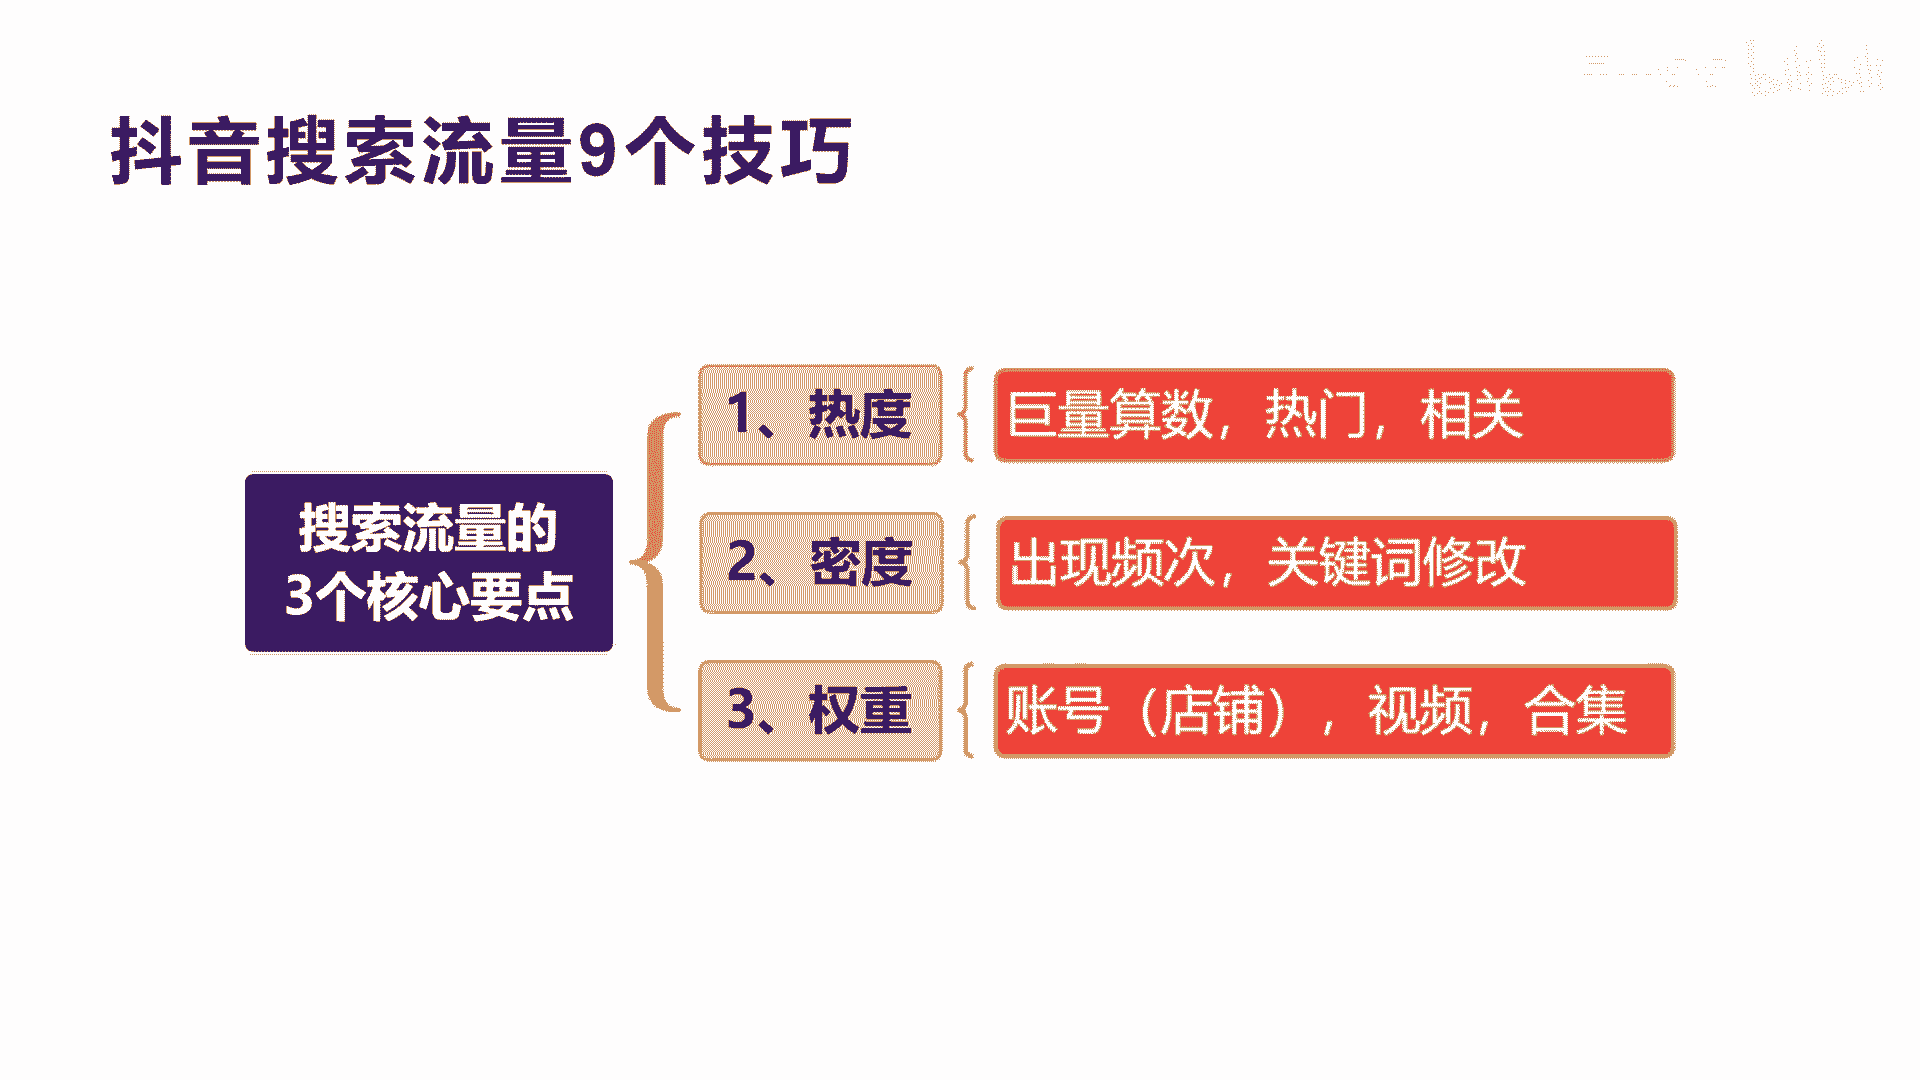 抖音搜索流量9个技巧
搜索流量的
3个核心要点
1、热度
巨量算数，热门，相关
2、密度
出现频次，关键词修改
3、权重
账号（店铺），视频，合集
bilibili